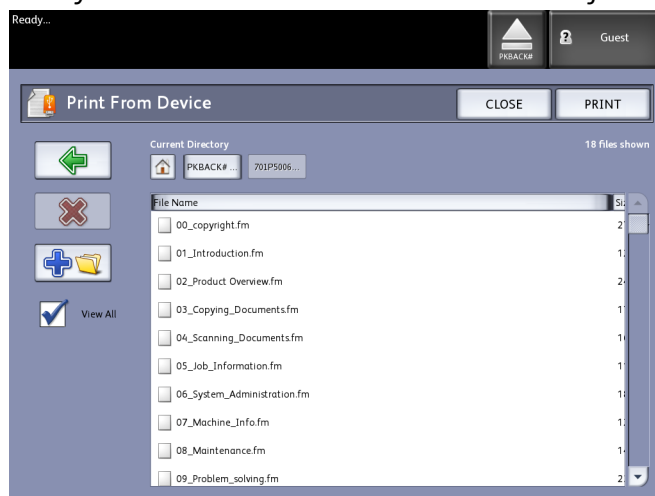 Ready...
PKBACK#
Guest
Print From Device
CLOSE
PRINT
Current Directory
18 files shown
PKBACK# ...
701P5006...
File Name
00_copyright.fm
01_Introduction.fm
02_Product Overview.fm
03_Copying_Documents.fm
04_Scanning_Documents.fm
05_Job_Information.fm
06_System_Administration.fm
07_Machine_Info.fm
08_Maintenance.fm
09_Problem_solving.fm
View All